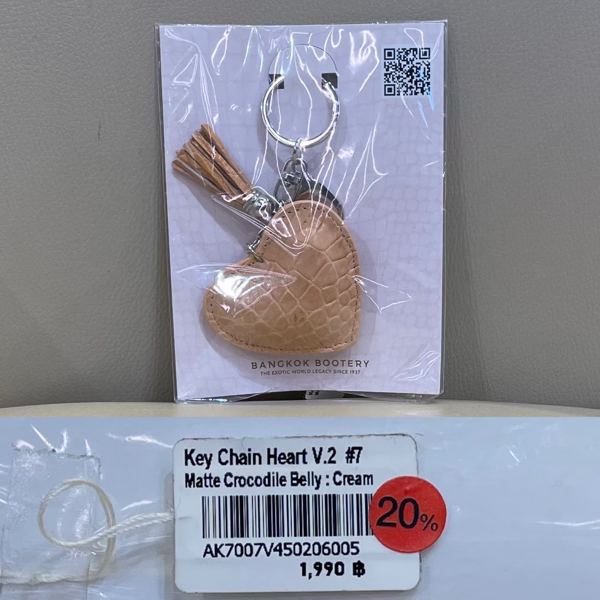 BANGKOK BOOTERY
THE EXOTIC WORLD LEGACY SINCE 1937
Key Chain Heart V.2 #7
Matte Crocodile Belly : Cream
20%
AK7007V450206005
1,990 ฿